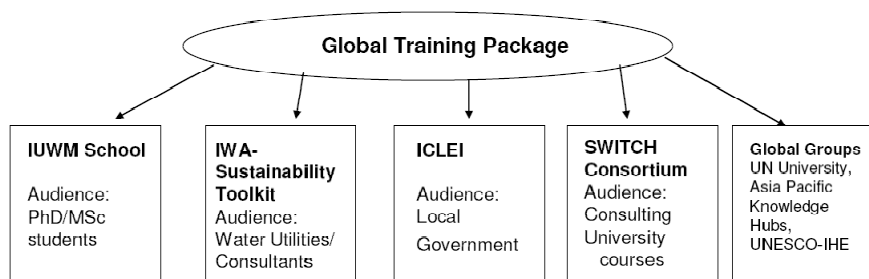 Global Training Package
IUWM School
Audience:
PhD/MSc
students
IWA-
Sustainability
Toolkit
Audience:
Water Utilities/
Consultants
ICLEI
Audience:
Local
Government
SWITCH
Consortium
Audience:
Consulting
University
courses
Global Groups
UN University,
Asia Pacific
Knowledge
Hubs,
UNESCO-IHE